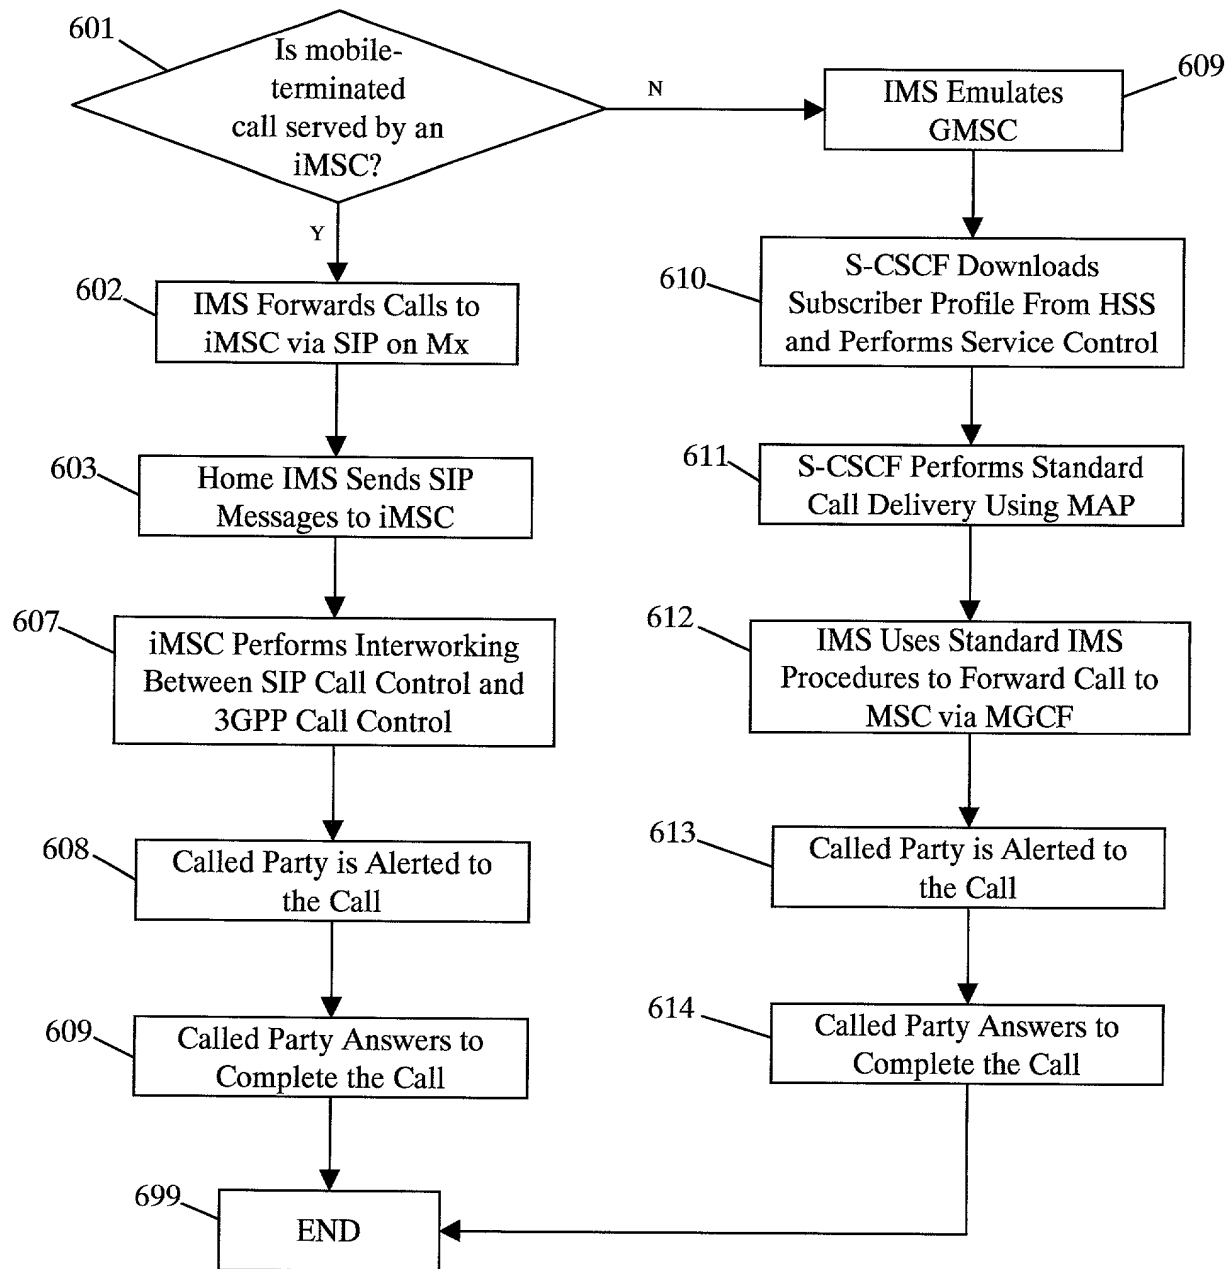 601
Is mobile-
terminated
call served by an
iMSC?
N
Y
602
IMS Forwards Calls to
iMSC via SIP on Mx
603
Home IMS Sends SIP
Messages to iMSC
607
iMSC Performs Interworking
Between SIP Call Control and
3GPP Call Control
608
Called Party is Alerted to
the Call
609
Called Party Answers to
Complete the Call
699
END
609
IMS Emulates
GMSC
610
S-CSCF Downloads
Subscriber Profile From HSS
and Performs Service Control
611
S-CSCF Performs Standard
Call Delivery Using MAP
612
IMS Uses Standard IMS
Procedures to Forward Call to
MSC via MGCF
613
Called Party is Alerted to
the Call
614
Called Party Answers to
Complete the Call